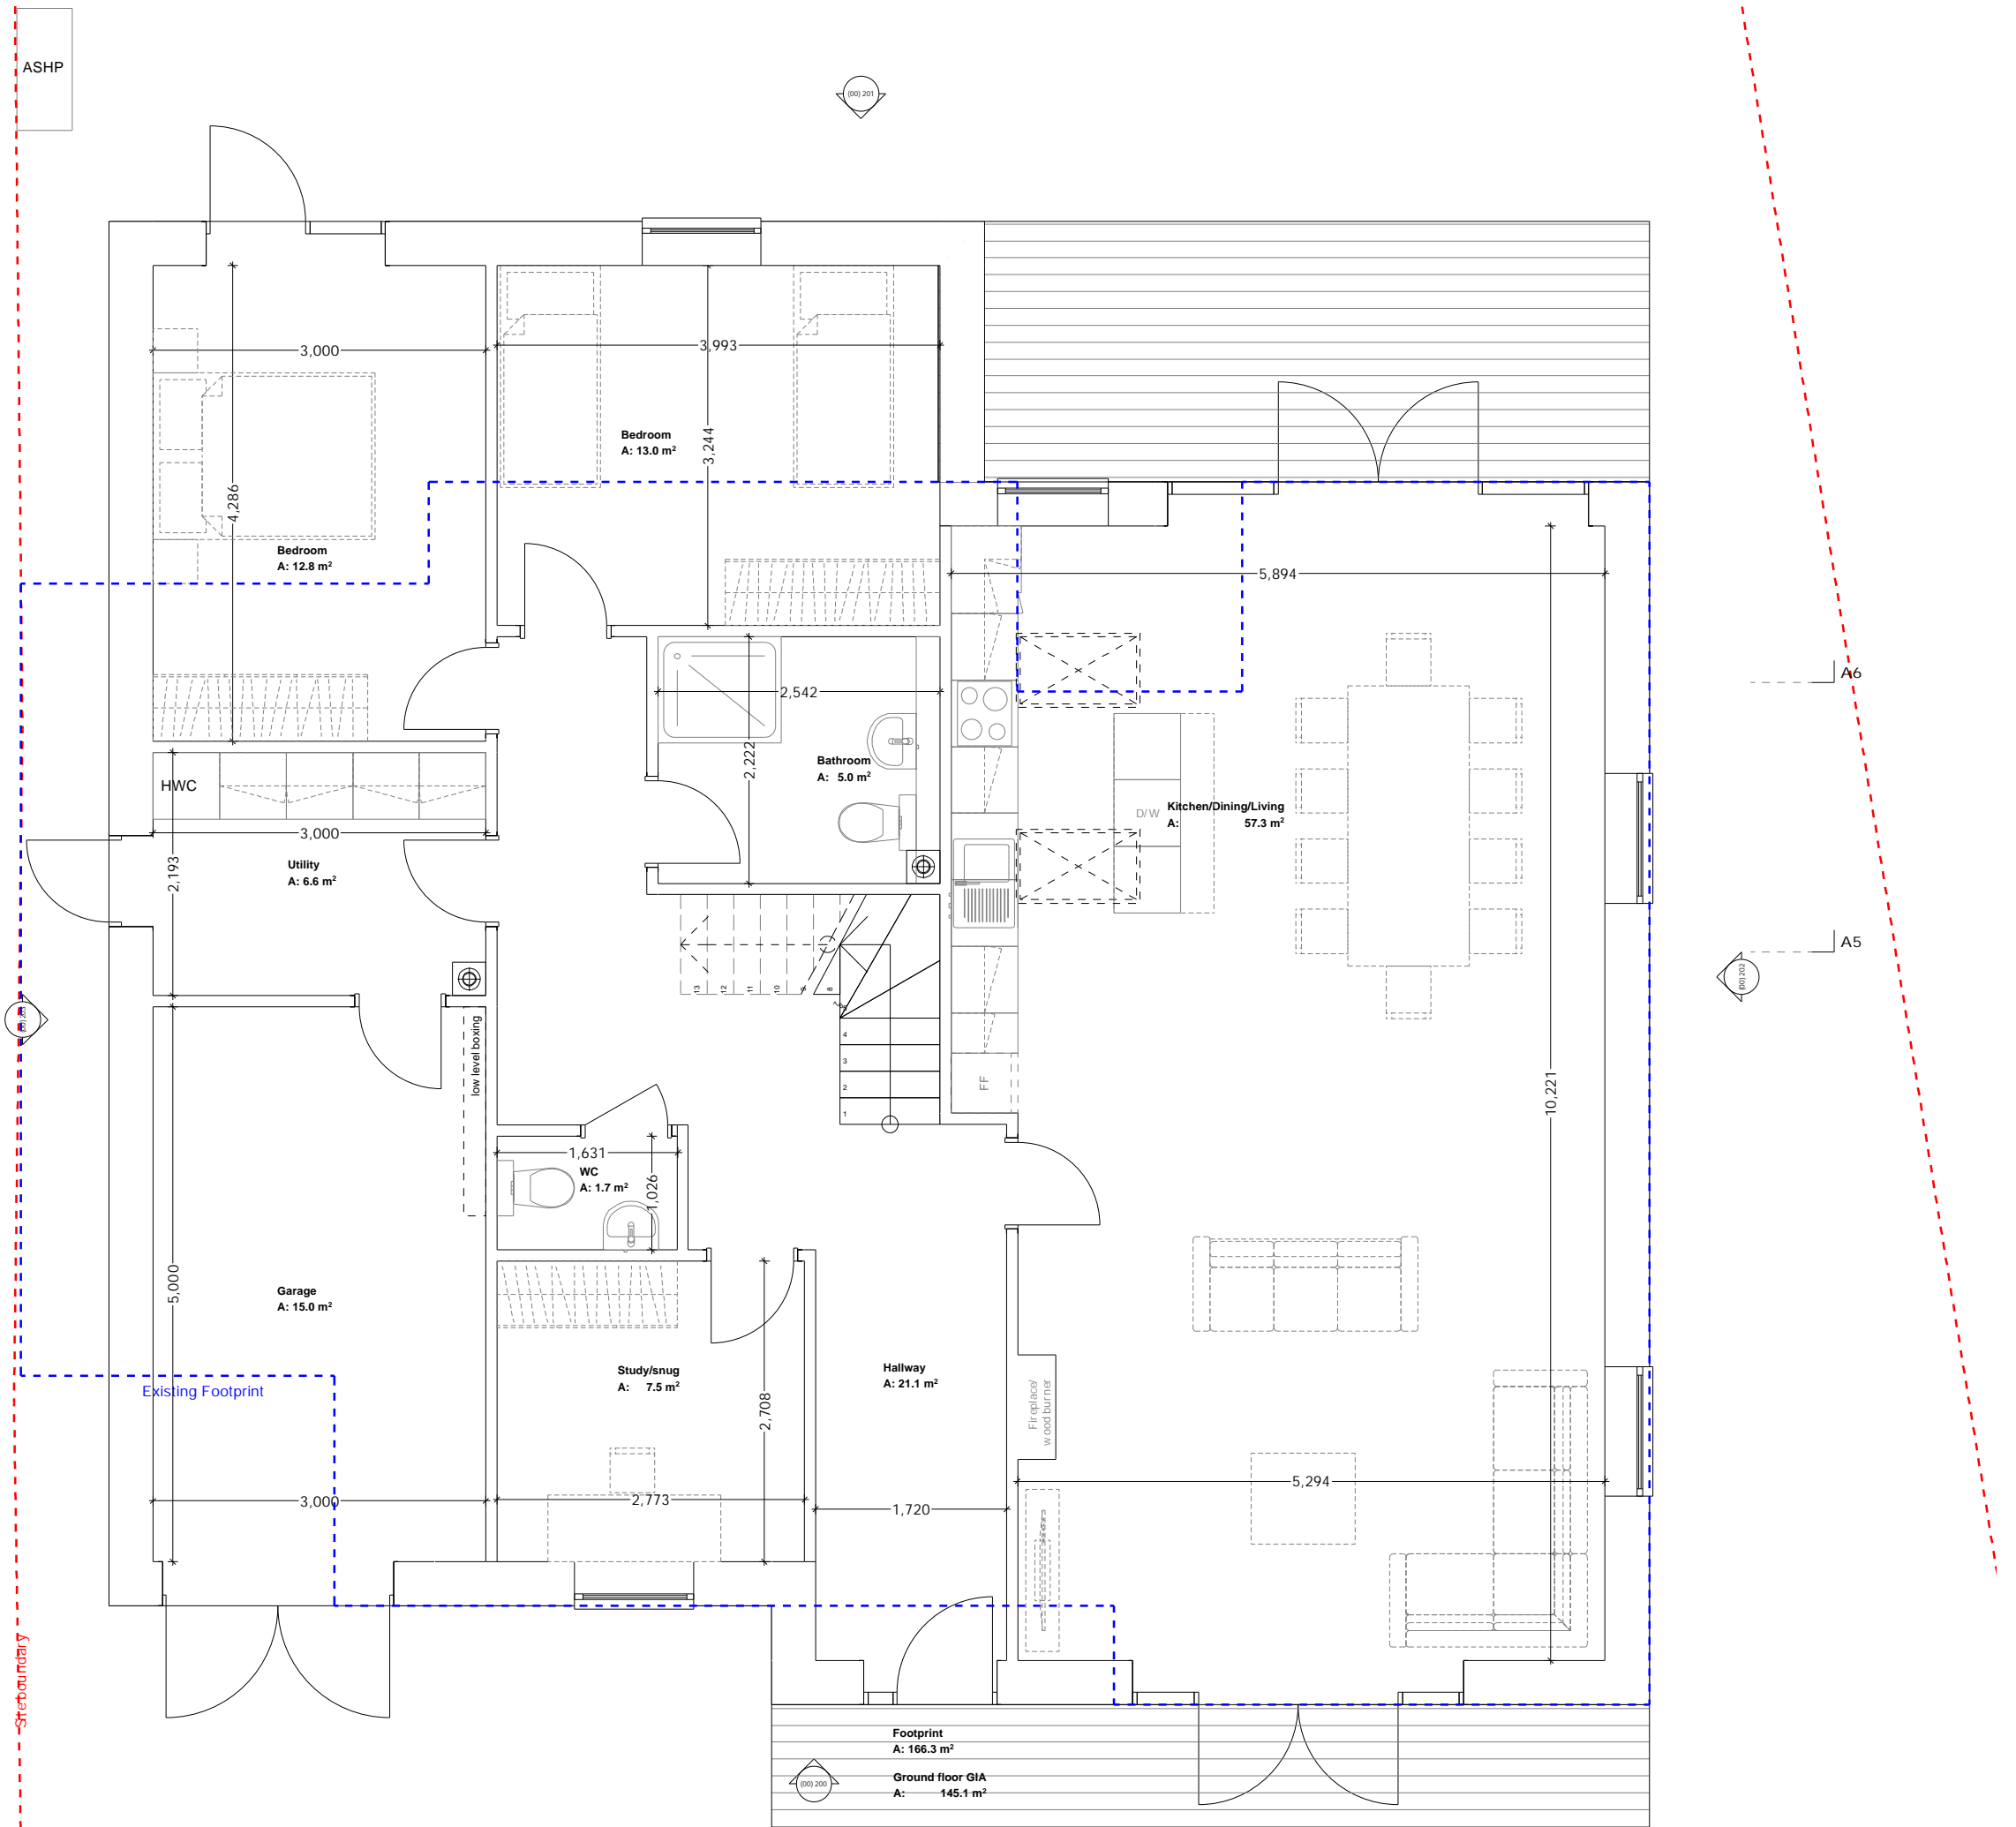 ASHP
(00) 201
3,000
3,993
Bedroom
A: 13.0 m²
3,244
4,286
Bedroom
A: 12.8 m²
5,894
A6
2,542
2,222
Bathroom
A: 5.0 m²
HWC
D/W
Kitchen/Dining/Living
A: 57.3 m²
3,000
2,193
Utility
A: 6.6 m²
A5
(00) 202
13
12
11
10
9
8
7
4
3
2
1
low level boxing
FF
10,221
1,631
WC
A: 1.7 m²
1,026
5,000
Garage
A: 15.0 m²
Study/snug
A: 7.5 m²
2,708
Hallway
A: 21.1 m²
Existing Footprint
Fireplace/
wood burner
5,294
3,000
2,773
1,720
Site boundary
Footprint
A: 166.3 m²
Ground floor GIA
A: 145.1 m²
(00) 200